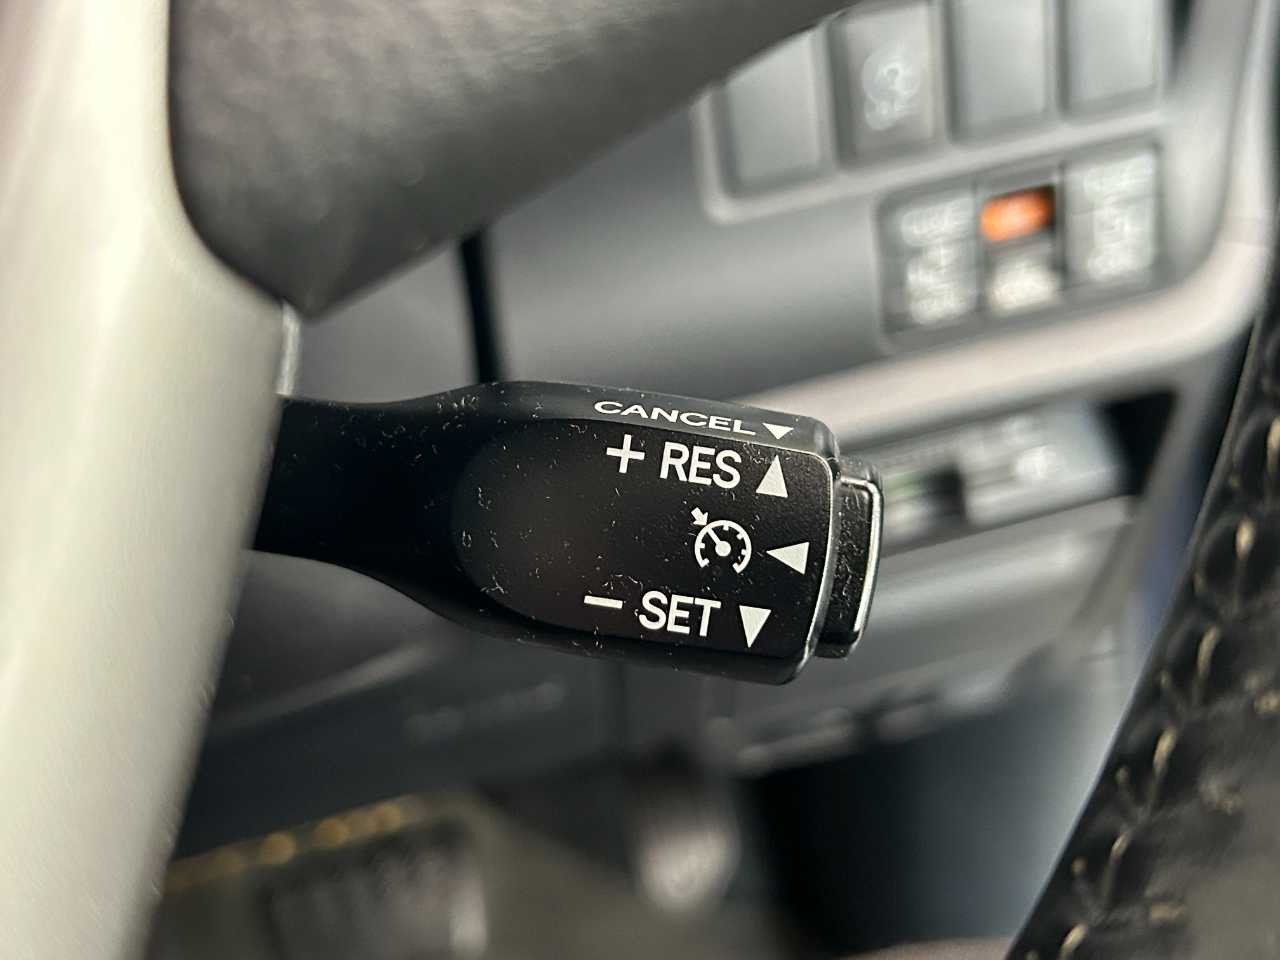 CANCEL
+ RES
- SET